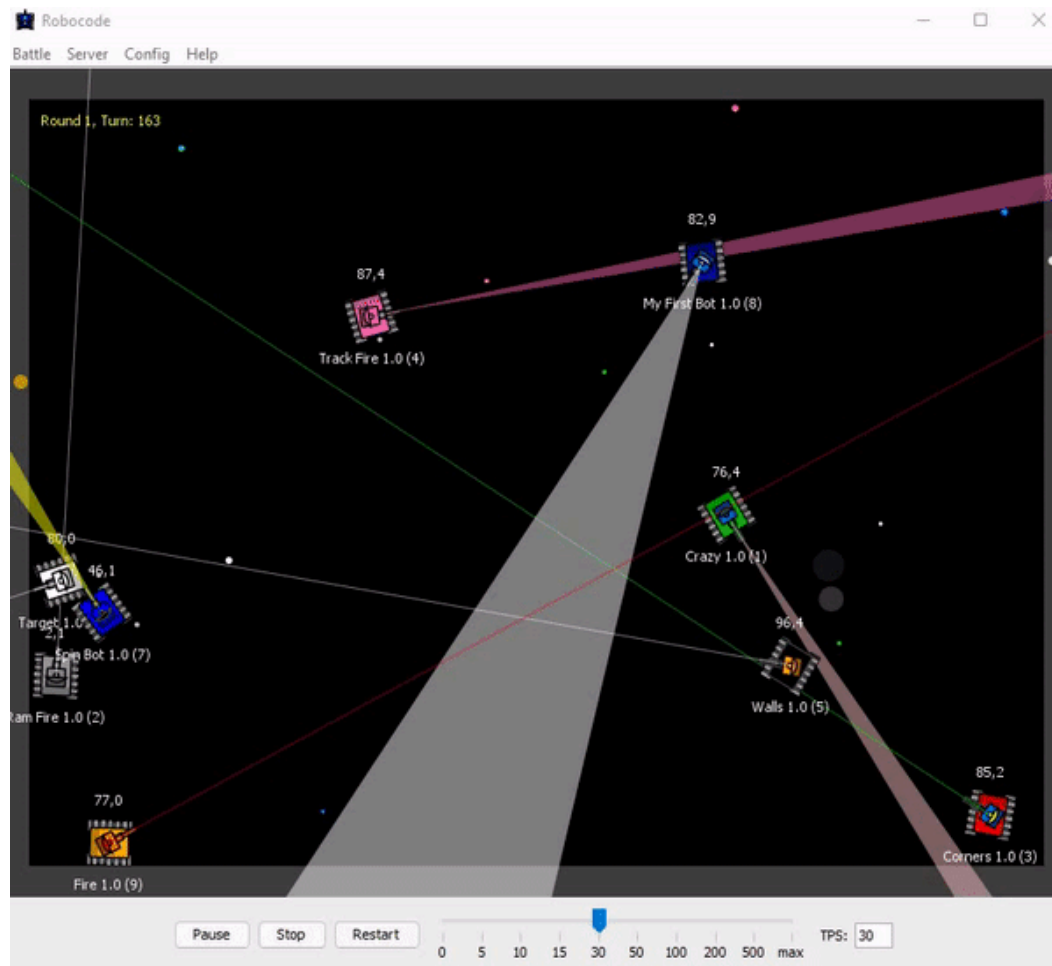 Robocode
Battle Server Config Help
Round 1, Turn: 163
82,9
87,4
My First Bot 1.0 (8)
Track Fire 1.0 (4)
76,4
Crazy 1.0 (1)
80,0
46,1
Target 1.0
2,1
Spin Bot 1.0 (7)
96,4
Walls 1.0 (5)
Ram Fire 1.0 (2)
85,2
77,0
Corners 1.0 (3)
Fire 1.0 (9)
Pause Stop Restart TPS: 30
0 5 10 15 30 50 100 200 500 max